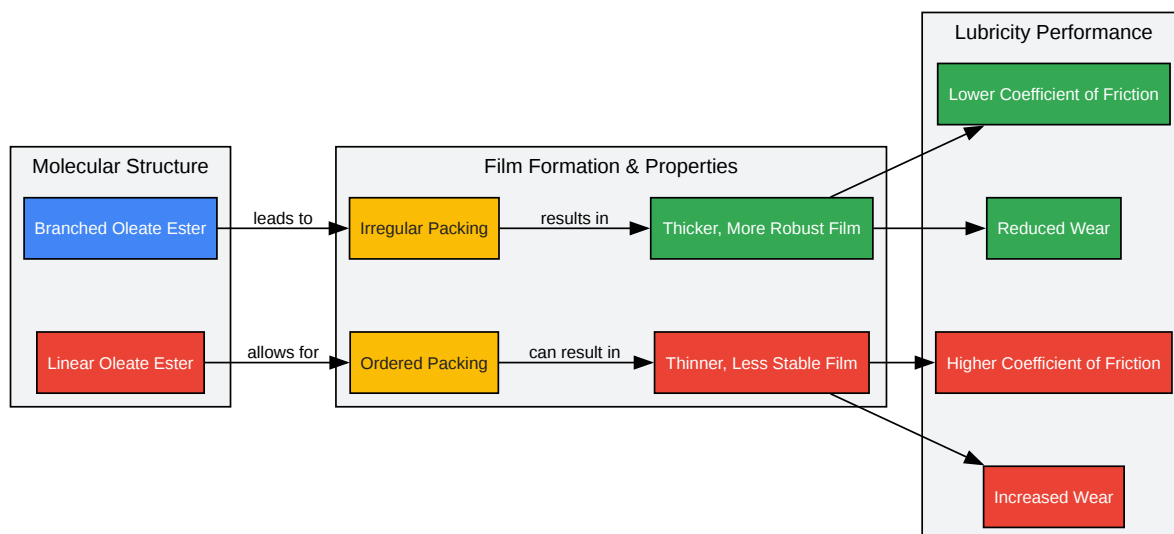 Lubricity Performance
Lower Coefficient of Friction
Molecular Structure
Film Formation & Properties
Branched Oleate Ester
leads to
Irregular Packing
results in
Thicker, More Robust Film
Reduced Wear
Linear Oleate Ester
allows for
Ordered Packing
can result in
Thinner, Less Stable Film
Higher Coefficient of Friction
Increased Wear